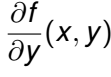 ∂f/∂y (x, y)